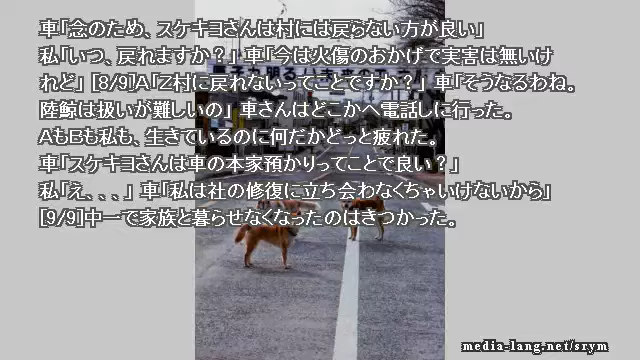 車「念のため、スケキヨさんは村には戻らない方が良い」
私「いつ、戻れますか？」 車「今は火傷のおかげで実害は無いけ
れど」 [8/9]A「Z村に戻れないってことですか？」 車「そうなるわね。
陸鯨は扱いが難しいの」 車さんはどこかへ電話しに行った。
AもBも私も、生きているのに何だかどっと疲れた。
車「スケキヨさんは車の本家預かりってことで良い？」
私「え、、、」 車「私は社の修復に立ち会わなくちゃいけないから」
[9/9]中一で家族と暮らせなくなったのはきつかった。
media-lang.net/srym